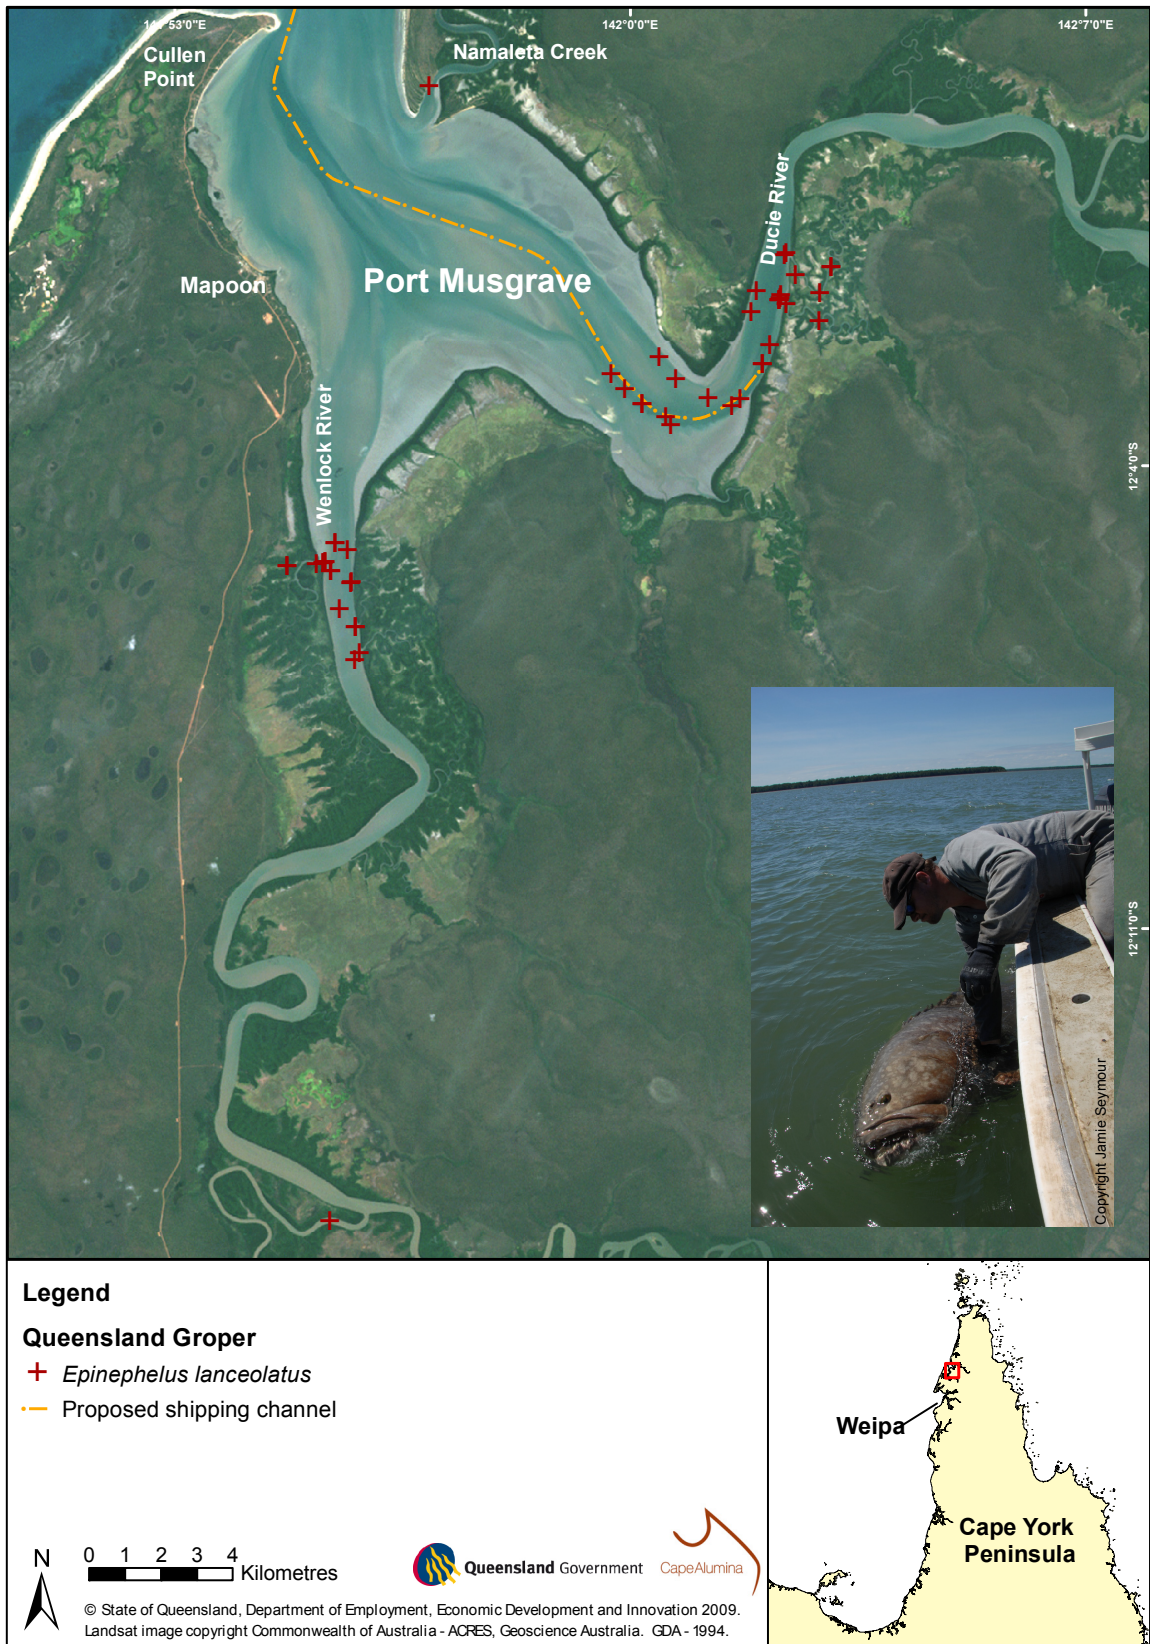 142°0'0"E
142°7'0"E
Cullen
Point
Namaleta Creek
Ducie River
Mapoon
Port Musgrave
Wenlock River
12°4'0"S
12°11'0"S
Copyright Jamie Seymour
Legend
Queensland Groper
Epinephelus lanceolatus
Proposed shipping channel
N
0 1 2 3 4
Kilometres
Queensland Government
CapeAlumina
© State of Queensland, Department of Employment, Economic Development and Innovation 2009.
Landsat image copyright Commonwealth of Australia - ACRES, Geoscience Australia. GDA - 1994.
Weipa
Cape York
Peninsula